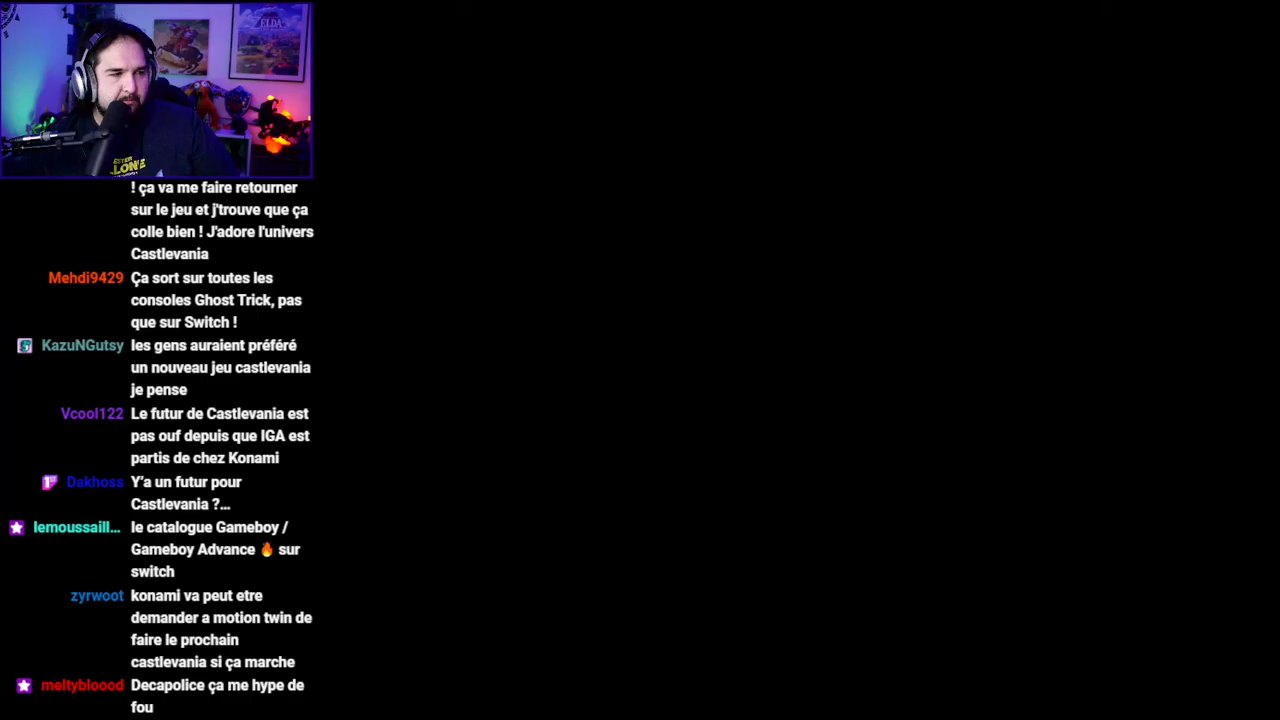 ZELDA
! ça va me faire retourner
sur le jeu et j'trouve que ça
colle bien ! J'adore l'univers
Castlevania
Mehdi9429 Ça sort sur toutes les
consoles Ghost Trick, pas
que sur Switch !
KazuNGutsy les gens auraient préféré
un nouveau jeu castlevania
je pense
Vcool122 Le futur de Castlevania est
pas ouf depuis que IGA est
partis de chez Konami
Dakhoss Y'a un futur pour
Castlevania ?...
lemoussaill... le catalogue Gameboy /
Gameboy Advance 🔥 sur
switch
zyrwoot konami va peut etre
demander a motion twin de
faire le prochain
castlevania si ça marche
meltybloood Decapolice ça me hype de
fou